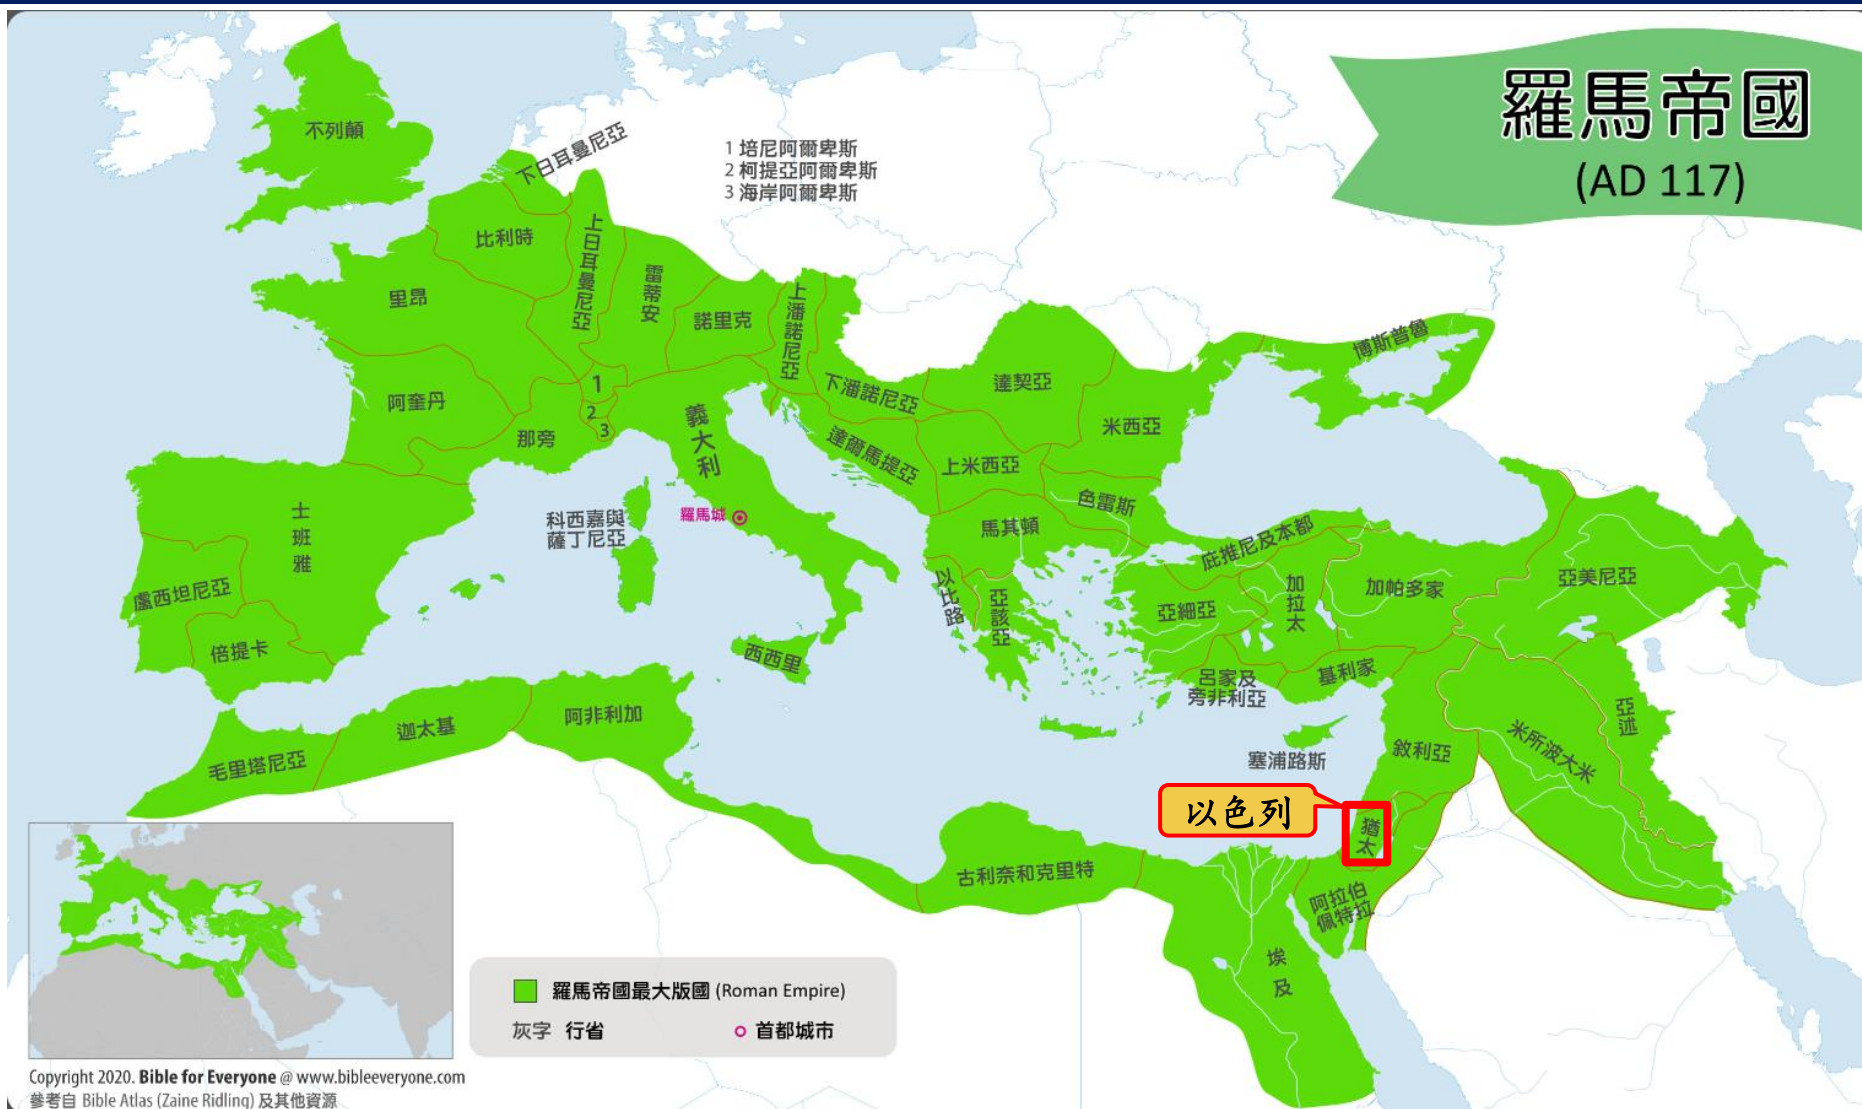 羅馬帝國
(AD 117)
不列顛
下日耳曼尼亞
1 培尼阿爾卑斯
2 柯提亞阿爾卑斯
3 海岸阿爾卑斯
比利時
上日耳曼尼亞
里昂
雷蒂安
諾里克
上潘諾尼亞
博斯普魯
阿奎丹
1
2
3
那旁
義大利
下潘諾尼亞
達契亞
米西亞
達爾馬提亞
上米西亞
色雷斯
士班雅
科西嘉與
薩丁尼亞
羅馬城
馬其頓
庇推尼及本都
盧西坦尼亞
倍提卡
以比路
亞該亞
亞細亞
加拉太
加帕多家
亞美尼亞
西西里
呂家及
旁非利亞
基利家
毛里塔尼亞
迦太基
阿非利加
塞浦路斯
敘利亞
米所波大米
亞述
以色列
猶太
古利奈和克里特
阿拉伯
佩特拉
埃及
羅馬帝國最大版國 (Roman Empire)
灰字 行省
首都城市
Copyright 2020. Bible for Everyone @ www.bibleeveryone.com
參考自 Bible Atlas (Zaine Ridling) 及其他資源